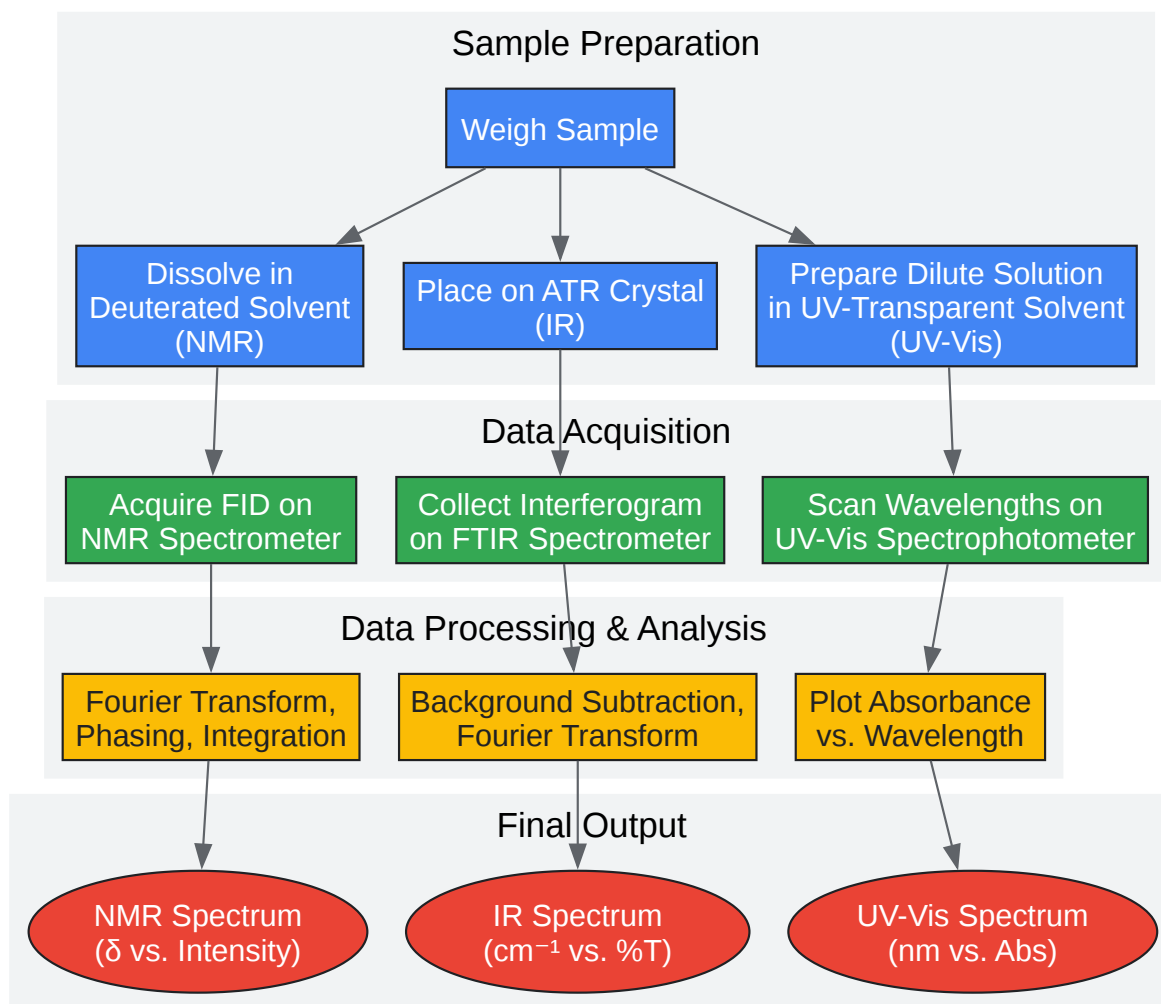 Sample Preparation
Weigh Sample
Dissolve in
Deuterated Solvent
(NMR)
Place on ATR Crystal
(IR)
Prepare Dilute Solution
in UV-Transparent Solvent
(UV-Vis)
Data Acquisition
Acquire FID on
NMR Spectrometer
Collect Interferogram
on FTIR Spectrometer
Scan Wavelengths on
UV-Vis Spectrophotometer
Data Processing & Analysis
Fourier Transform,
Phasing, Integration
Background Subtraction,
Fourier Transform
Plot Absorbance
vs. Wavelength
Final Output
NMR Spectrum
(δ vs. Intensity)
IR Spectrum
(cm⁻¹ vs. %T)
UV-Vis Spectrum
(nm vs. Abs)